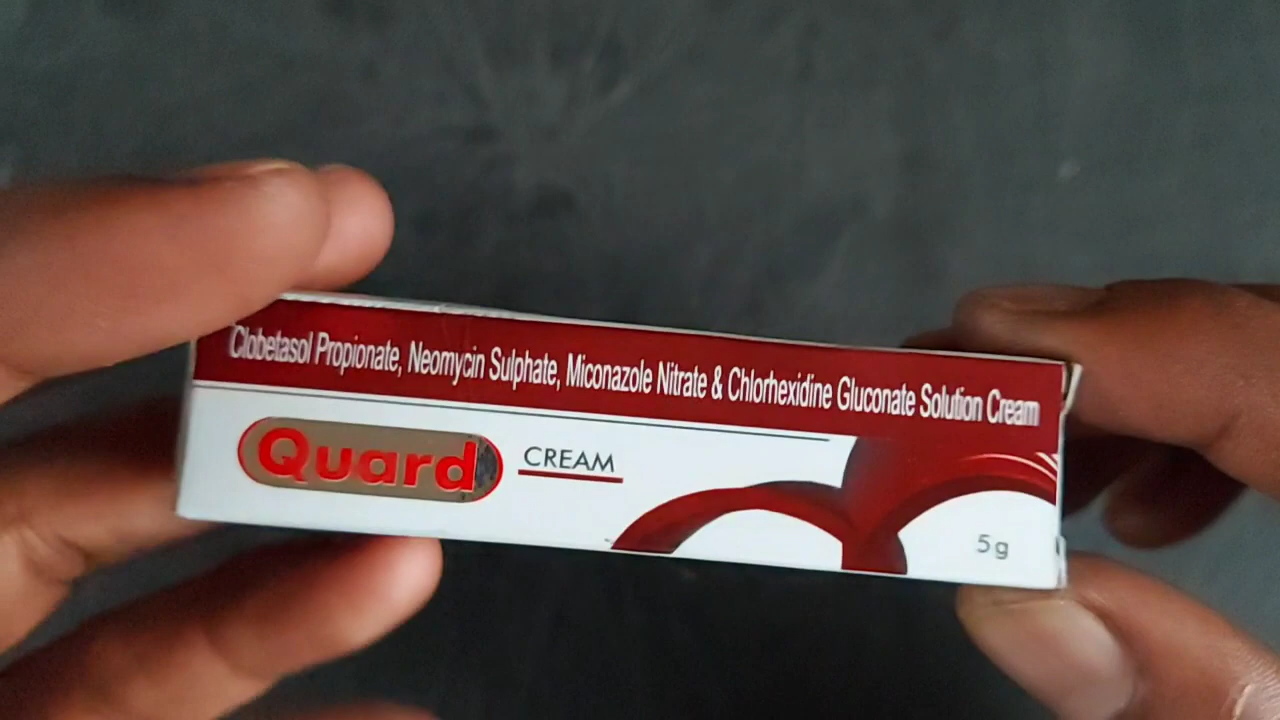 Clobetasol Propionate, Neomycin Sulphate, Miconazole Nitrate & Chlorhexidine Gluconate Solution Cream
Quard CREAM
5g